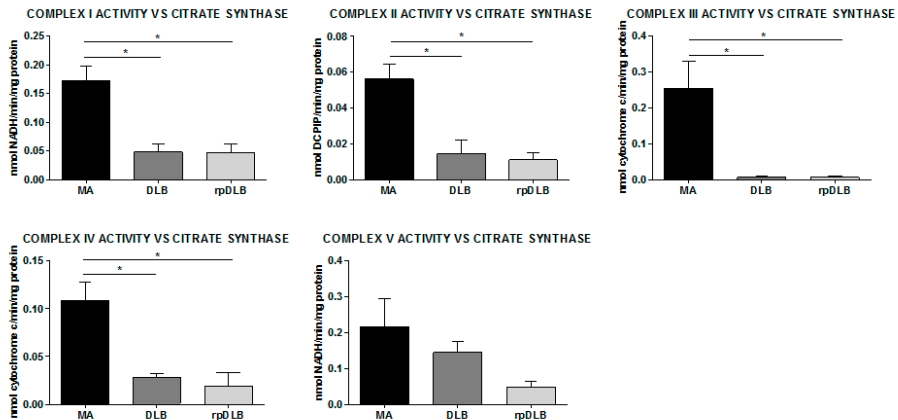 COMPLEX I ACTIVITY VS CITRATE SYNTHASE
nmol NADH/min/mg protein
0.25
0.20
0.15
0.10
0.05
0.00
*
*
MA DLB rpDLB
COMPLEX II ACTIVITY VS CITRATE SYNTHASE
nmol DCPIP/min/mg protein
0.08
0.06
0.04
0.02
0.00
*
*
MA DLB rpDLB
COMPLEX III ACTIVITY VS CITRATE SYNTHASE
nmol cytochrome c/min/mg protein
0.4
0.3
0.2
0.1
0.0
*
*
MA DLB rpDLB
COMPLEX IV ACTIVITY VS CITRATE SYNTHASE
nmol cytochrome c/min/mg protein
0.15
0.10
0.05
0.00
*
*
MA DLB rpDLB
COMPLEX V ACTIVITY VS CITRATE SYNTHASE
nmol NADH/min/mg protein
0.4
0.3
0.2
0.1
0.0
MA DLB rpDLB